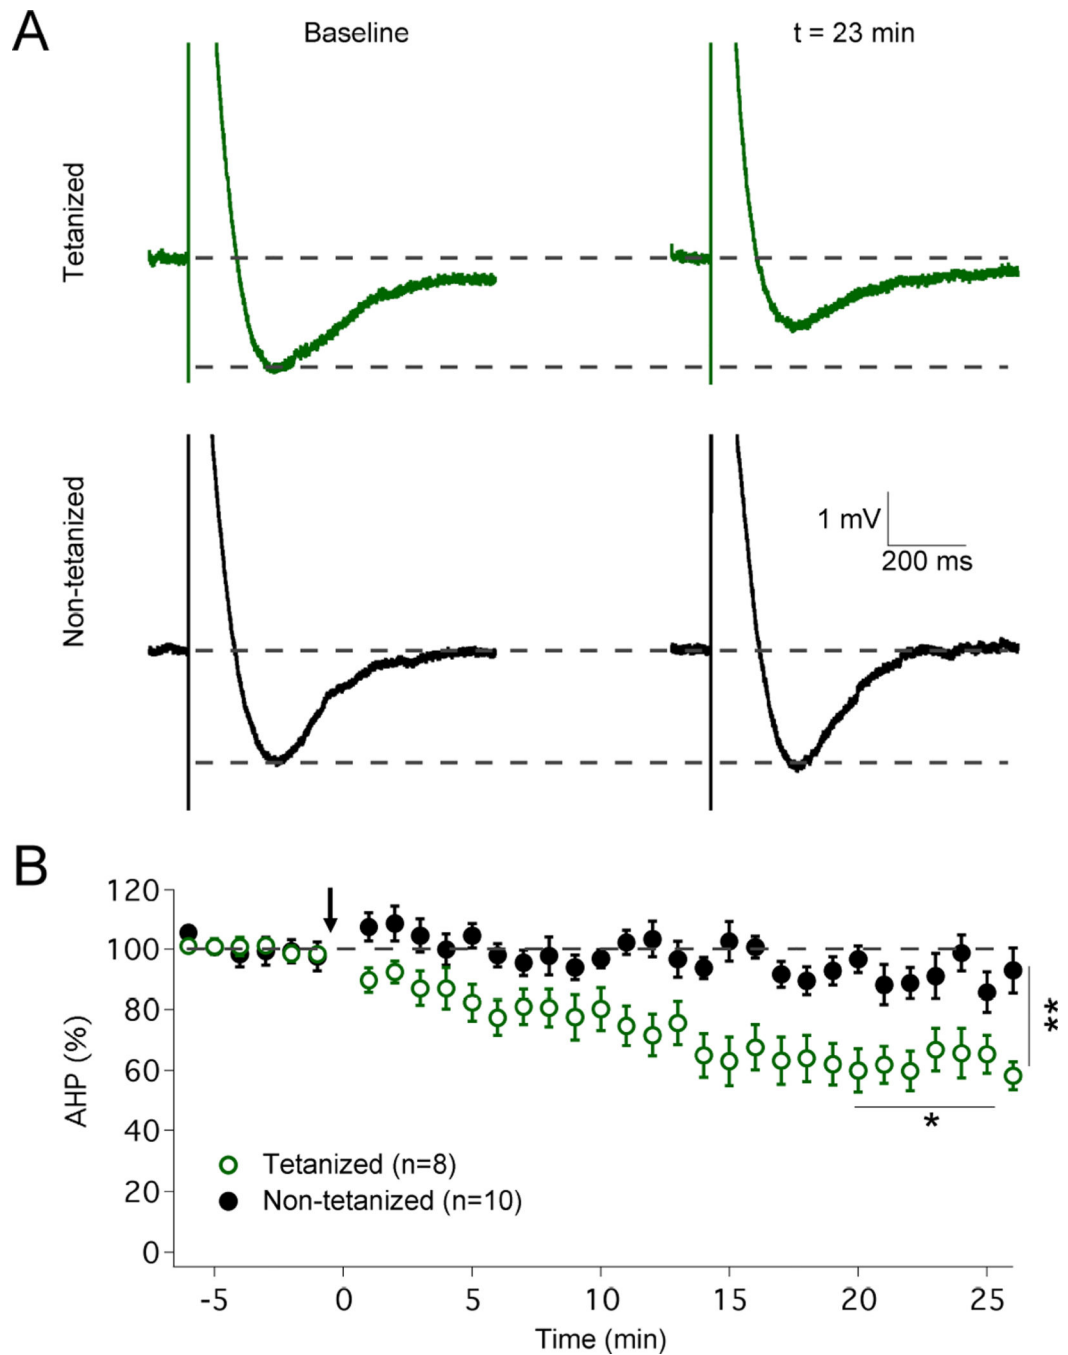 A
Baseline
t = 23 min
Tetanized
Non-tetanized
1 mV
200 ms
B
120
100
80
60
40
20
0
AHP (%)
**
*
Tetanized (n=8)
Non-tetanized (n=10)
-5
0
5
10
15
20
25
Time (min)